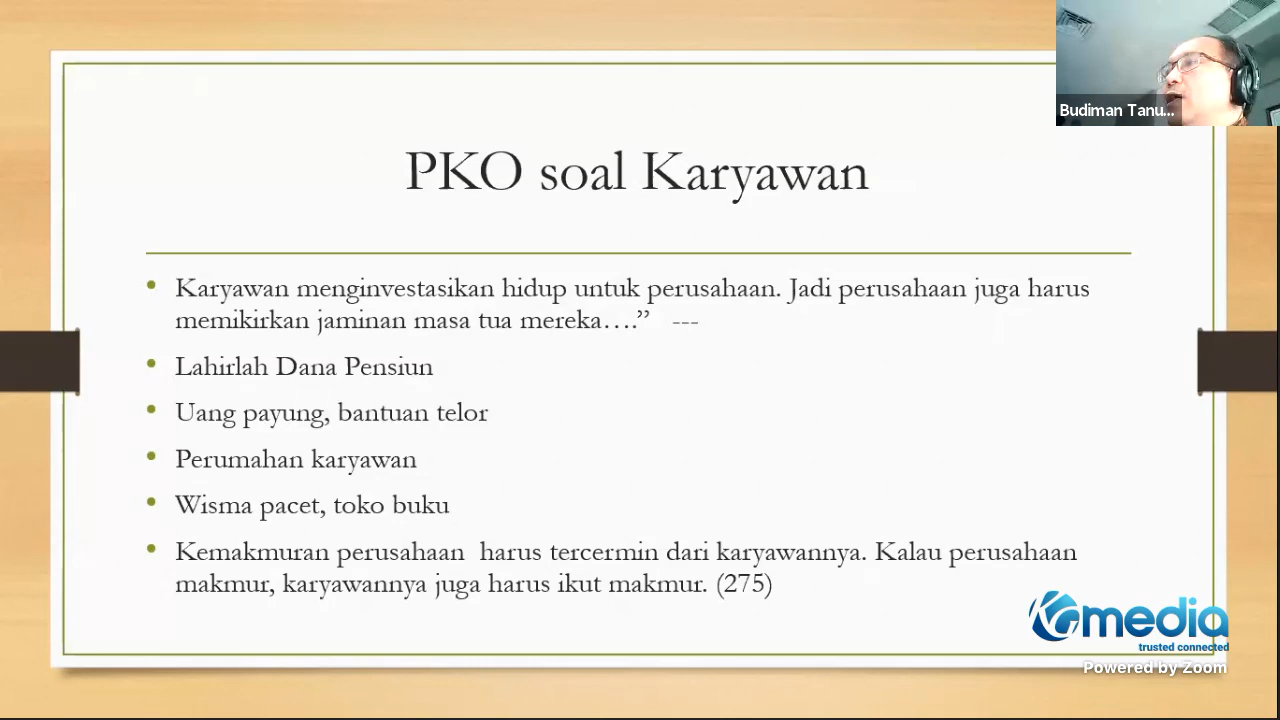 Budiman Tanu...
PKO soal Karyawan
• Karyawan menginvestasikan hidup untuk perusahaan. Jadi perusahaan juga harus
memikirkan jaminan masa tua mereka….” ---
• Lahirlah Dana Pensiun
• Uang payung, bantuan telor
• Perumahan karyawan
• Wisma pacet, toko buku
• Kemakmuran perusahaan  harus tercermin dari karyawannya. Kalau perusahaan
makmur, karyawannya juga harus ikut makmur. (275)
KGmedia
trusted connected
Powered by Zoom